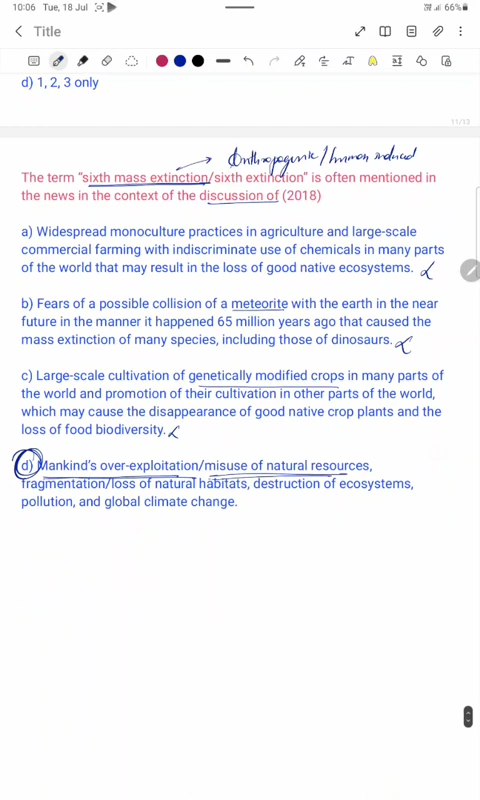 10:06 Tue, 18 Jul 66%
Title
d) 1, 2, 3 only
11/13
Anthropogenic/human induced
The term "sixth mass extinction/sixth extinction" is often mentioned in
the news in the context of the discussion of (2018)
a) Widespread monoculture practices in agriculture and large-scale
commercial farming with indiscriminate use of chemicals in many parts
of the world that may result in the loss of good native ecosystems.
b) Fears of a possible collision of a meteorite with the earth in the near
future in the manner it happened 65 million years ago that caused the
mass extinction of many species, including those of dinosaurs.
c) Large-scale cultivation of genetically modified crops in many parts of
the world and promotion of their cultivation in other parts of the world,
which may cause the disappearance of good native crop plants and the
loss of food biodiversity.
d) Mankind's over-exploitation/misuse of natural resources,
fragmentation/loss of natural habitats, destruction of ecosystems,
pollution, and global climate change.